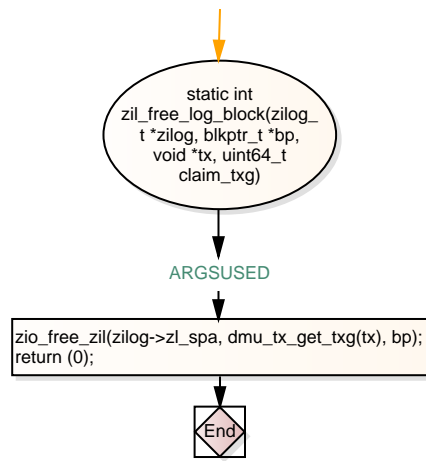 static int
zil_free_log_block(zilog_
t *zilog, blkptr_t *bp,
void *tx, uint64_t
claim_txg)
ARGSUSED
zio_free_zil(zilog->zl_spa, dmu_tx_get_txg(tx), bp);
return (0);
End